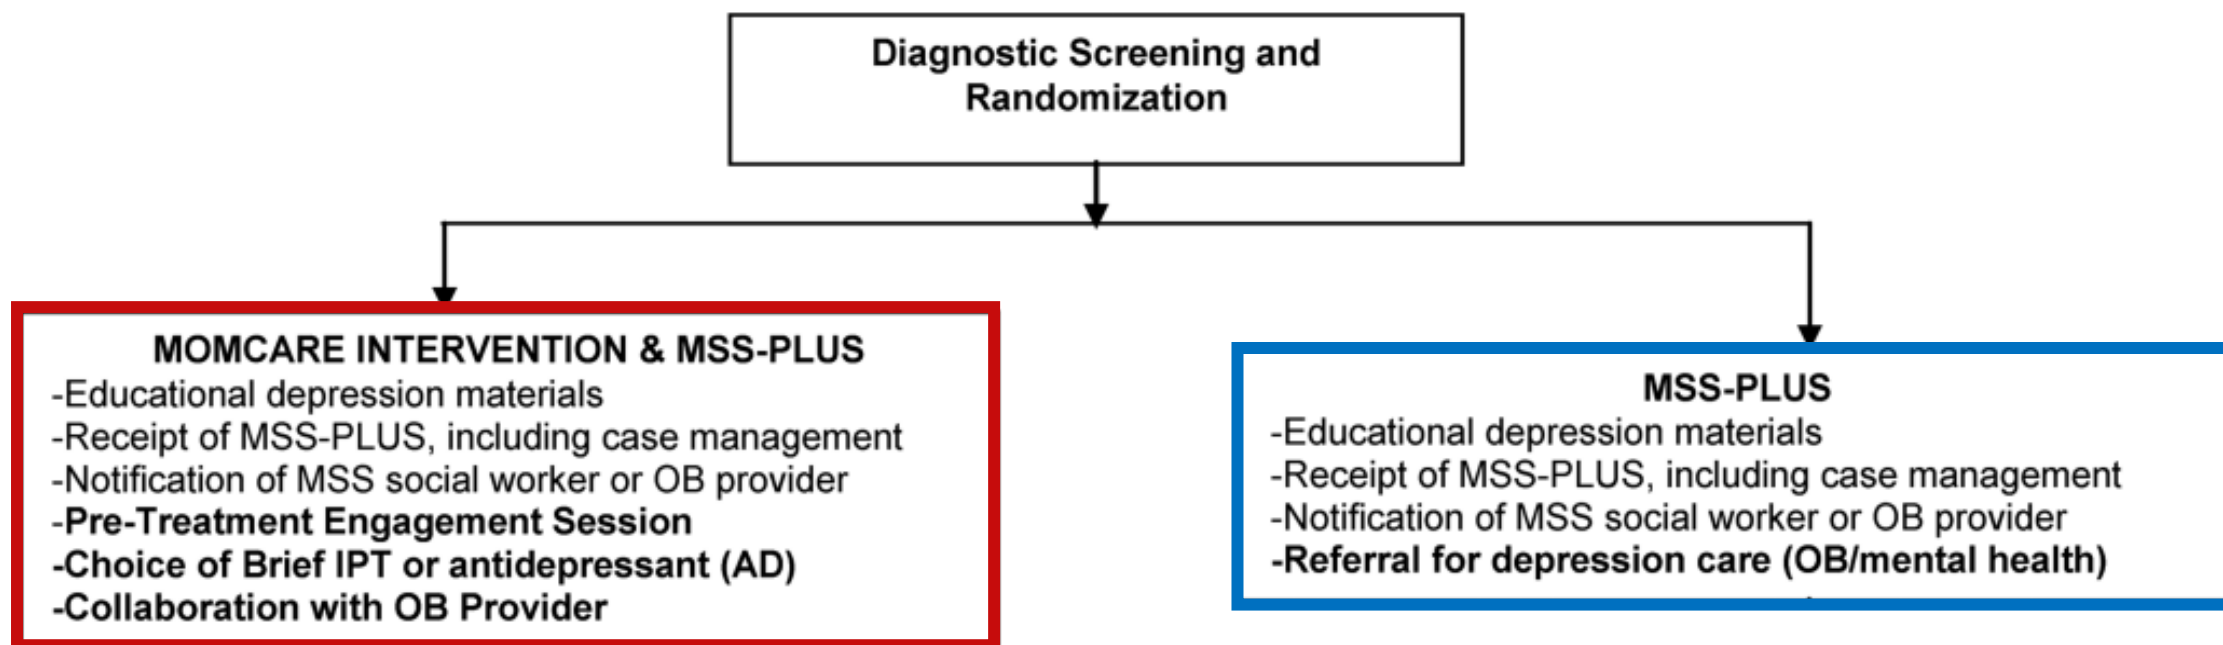 Diagnostic Screening and
Randomization
MOMCARE INTERVENTION & MSS-PLUS
-Educational depression materials
-Receipt of MSS-PLUS, including case management
-Notification of MSS social worker or OB provider
-Pre-Treatment Engagement Session
-Choice of Brief IPT or antidepressant (AD)
-Collaboration with OB Provider
MSS-PLUS
-Educational depression materials
-Receipt of MSS-PLUS, including case management
-Notification of MSS social worker or OB provider
-Referral for depression care (OB/mental health)